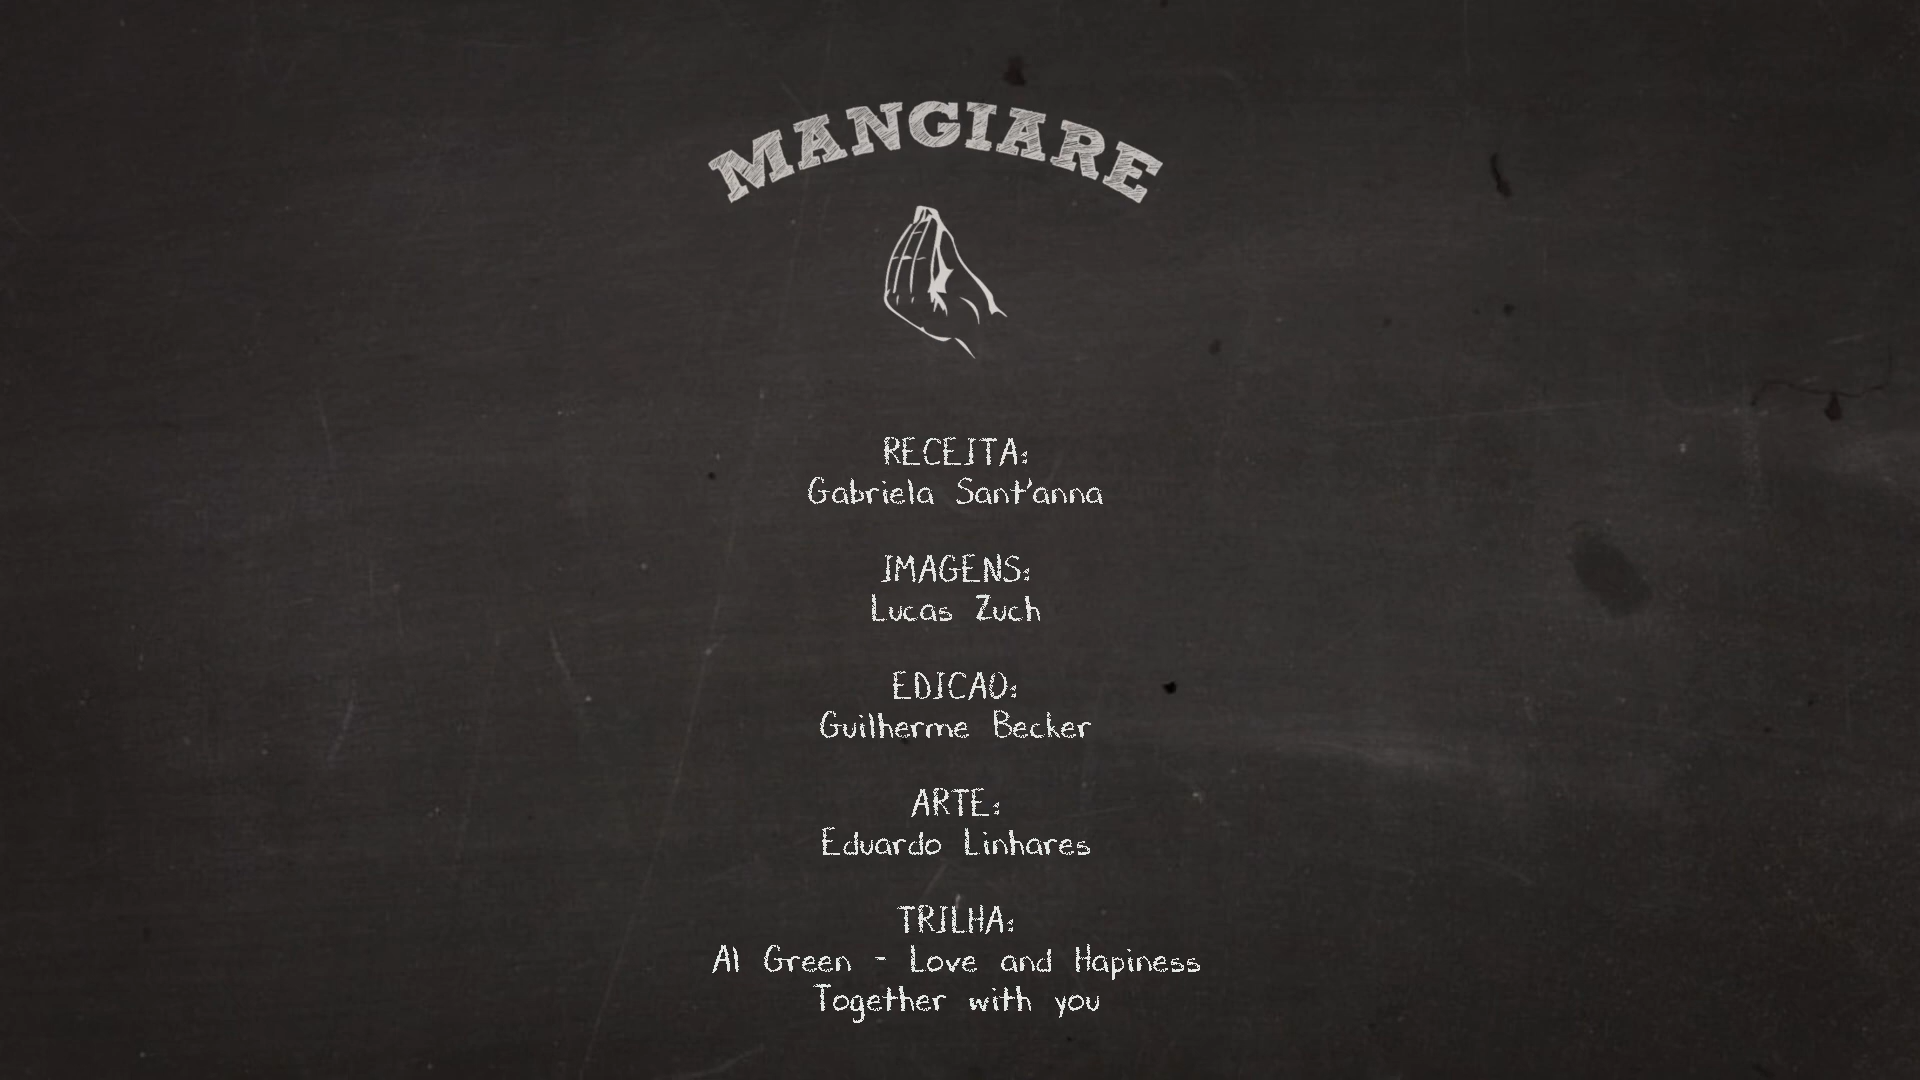 MANGIARE
RECEITA:
Gabriela Sant'anna
IMAGENS:
Lucas Zuch
EDICAO:
Guilherme Becker
ARTE:
Eduardo Linhares
TRILHA:
Al Green - Love and Hapiness
Together with you